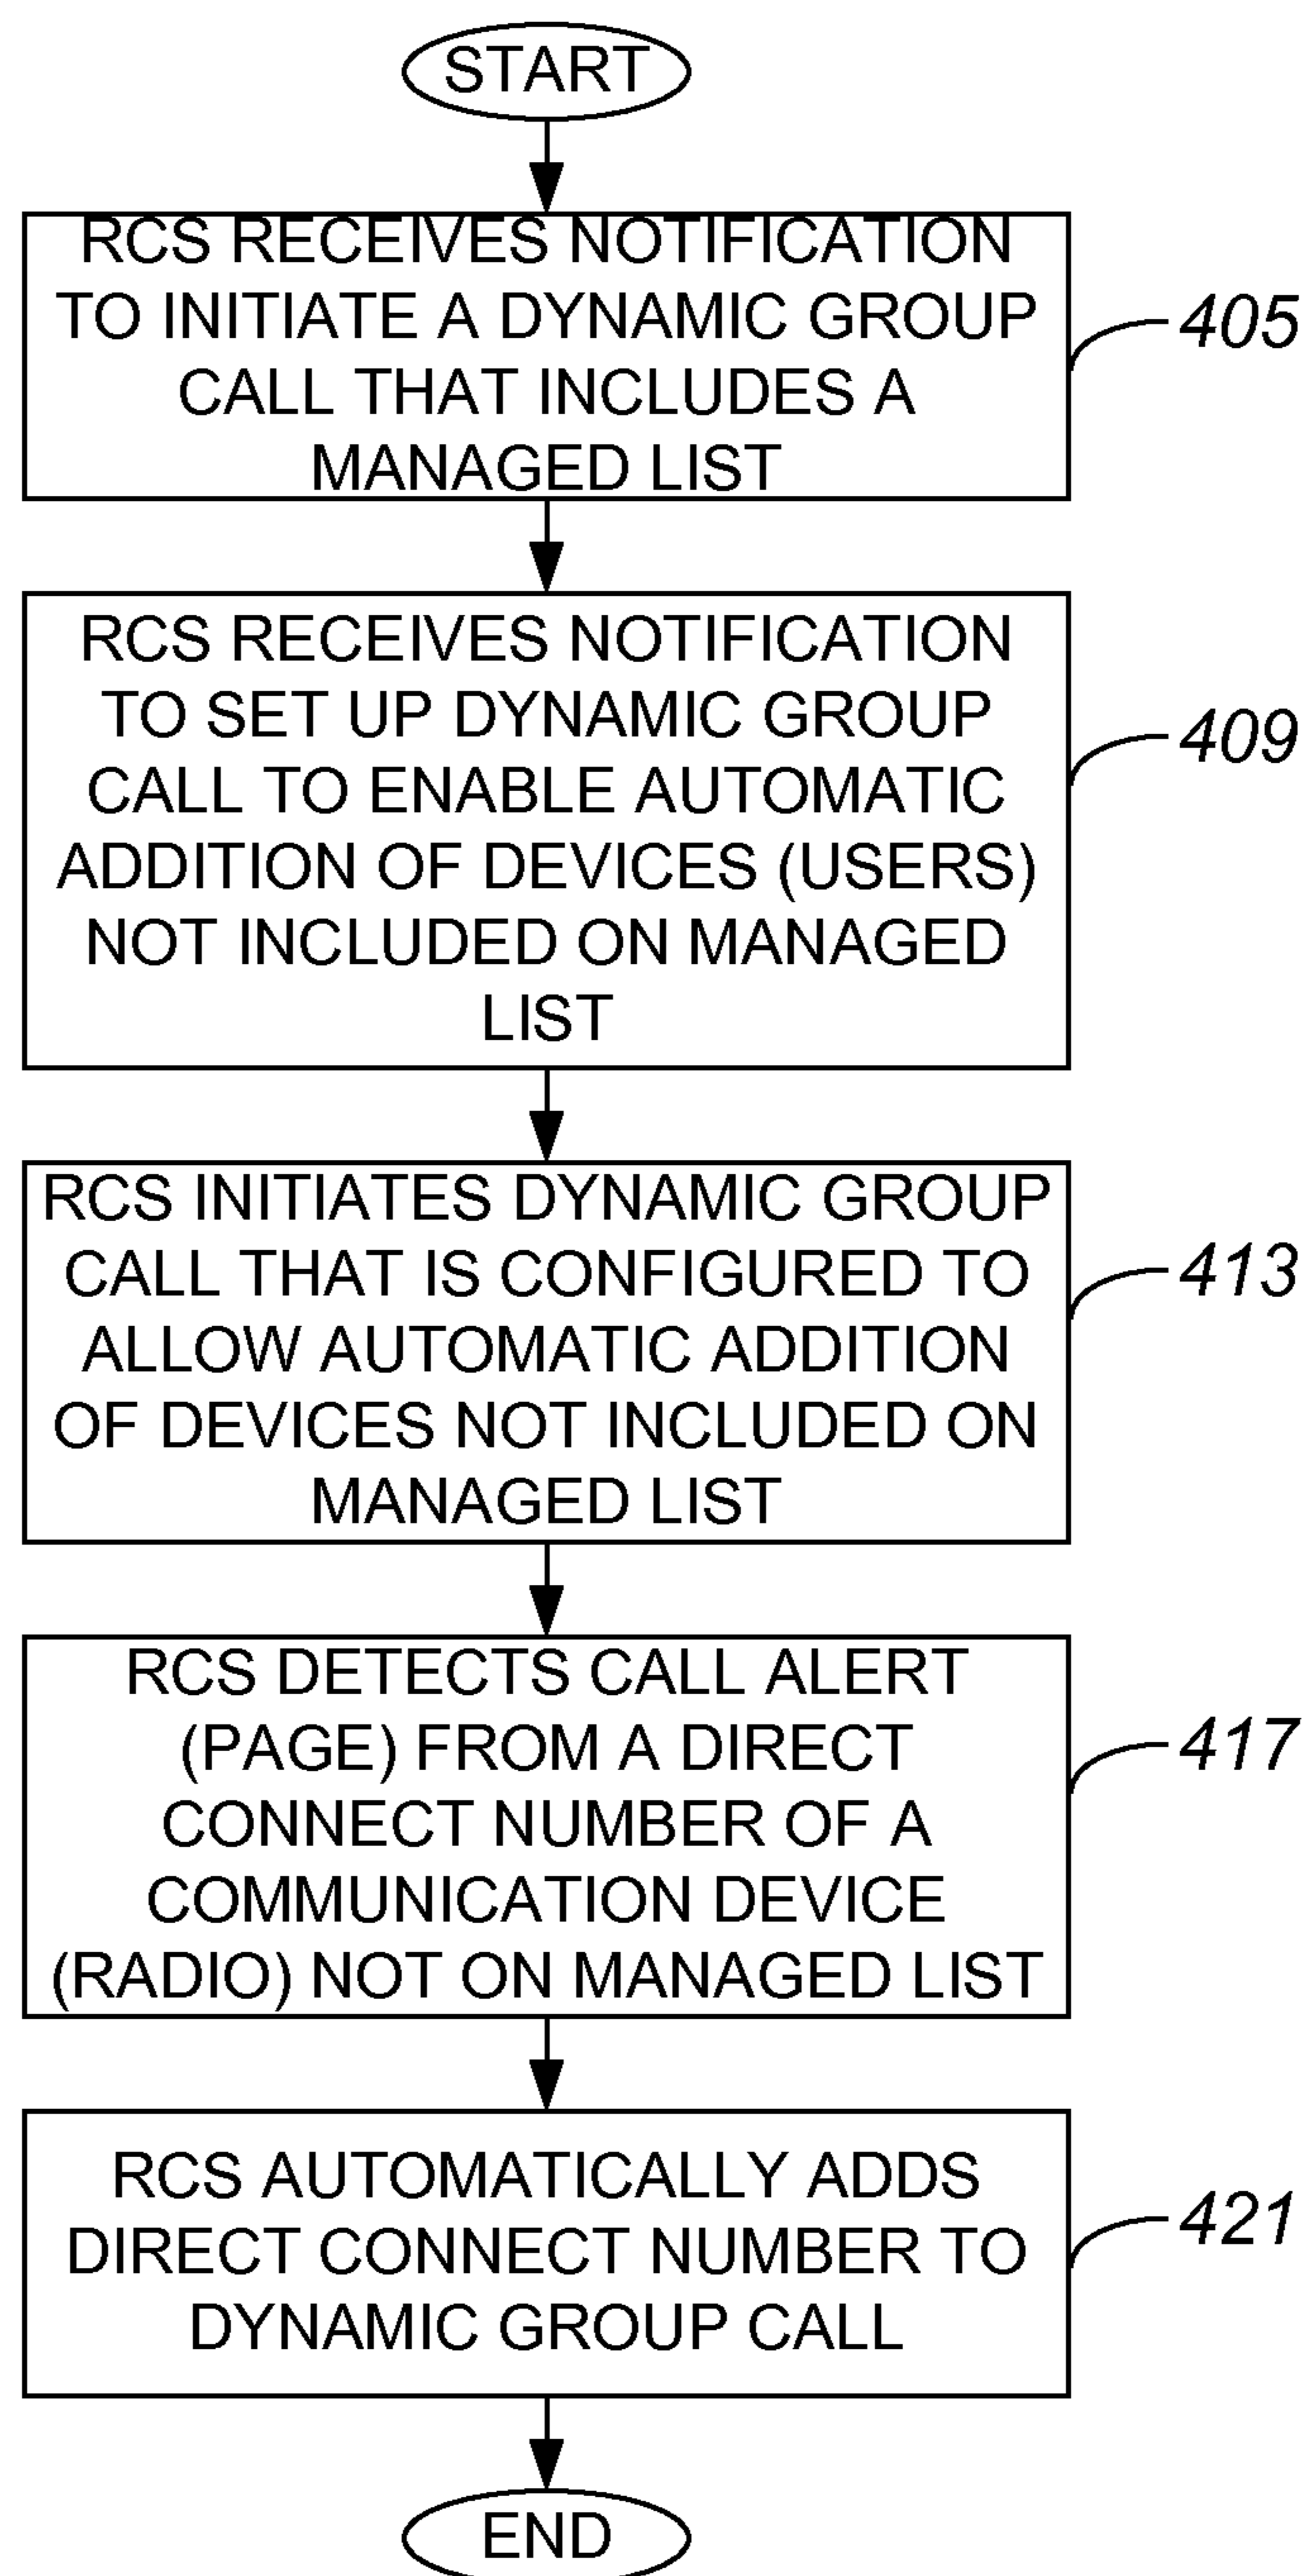 START
RCS RECEIVES NOTIFICATION
TO INITIATE A DYNAMIC GROUP
CALL THAT INCLUDES A
MANAGED LIST
405
RCS RECEIVES NOTIFICATION
TO SET UP DYNAMIC GROUP
CALL TO ENABLE AUTOMATIC
ADDITION OF DEVICES (USERS)
NOT INCLUDED ON MANAGED
LIST
409
RCS INITIATES DYNAMIC GROUP
CALL THAT IS CONFIGURED TO
ALLOW AUTOMATIC ADDITION
OF DEVICES NOT INCLUDED ON
MANAGED LIST
413
RCS DETECTS CALL ALERT
(PAGE) FROM A DIRECT
CONNECT NUMBER OF A
COMMUNICATION DEVICE
(RADIO) NOT ON MANAGED LIST
417
RCS AUTOMATICALLY ADDS
DIRECT CONNECT NUMBER TO
DYNAMIC GROUP CALL
421
END